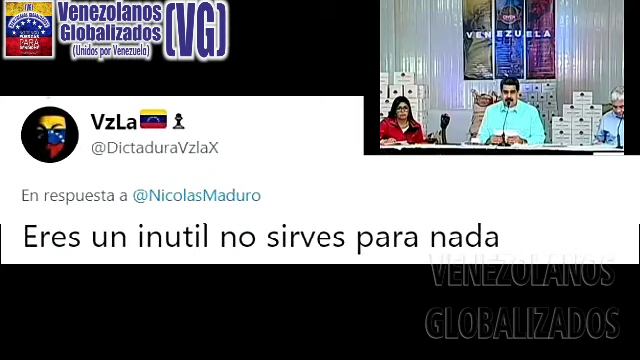 (VG)
Venezolanos
Globalizados
(Unidos por Venezuela)
(VG)
VENEZUELA
VzLa
@DictaduraVzlaX
En respuesta a @NicolasMaduro
Eres un inutil no sirves para nada
VENEZOLANOS
GLOBALIZADOS